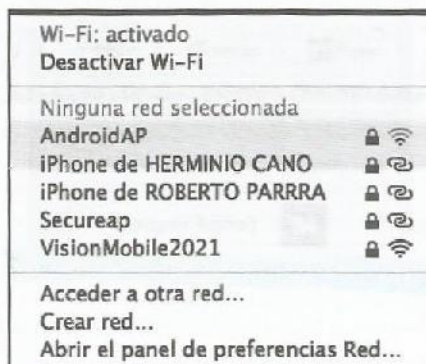 Wi-Fi: activado
Desactivar Wi-Fi
Ninguna red seleccionada
AndroidAP
iPhone de HERMINIO CANO
iPhone de ROBERTO PARRRA
Secureap
VisionMobile2021
Acceder a otra red...
Crear red...
Abrir el panel de preferencias Red...